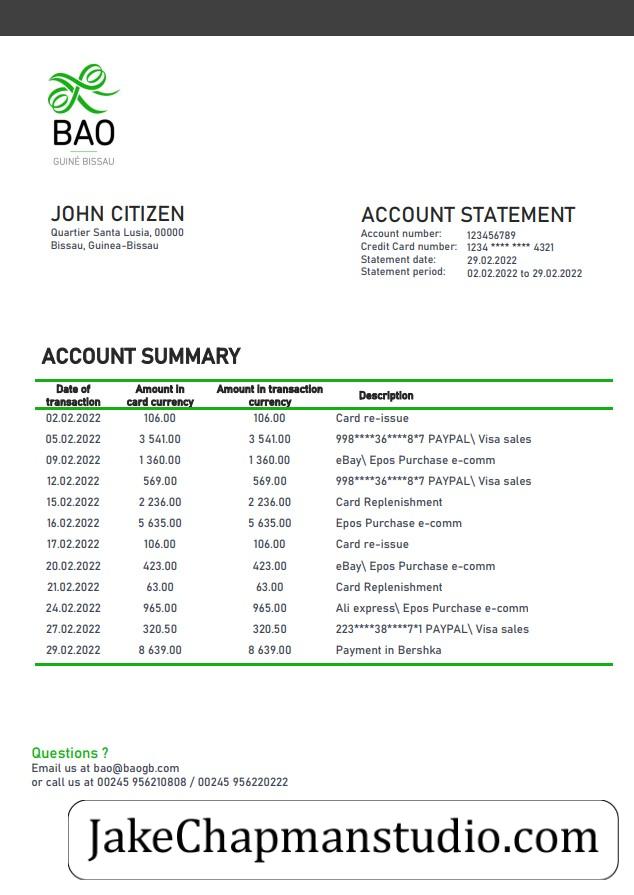 BAO
GUINÉ BISSAU
JOHN CITIZEN
Quartier Santa Lusia, 00000
Bissau, Guinea-Bissau
ACCOUNT STATEMENT
Account number: 123456789
Credit Card number: 1234 **** **** 4321
Statement date: 29.02.2022
Statement period: 02.02.2022 to 29.02.2022
ACCOUNT SUMMARY
Date of transaction Amount in card currency Amount in transaction currency Description
02.02.2022 106.00 106.00 Card re-issue
05.02.2022 3 541.00 3 541.00 998****36****8*7 PAYPAL\ Visa sales
09.02.2022 1 360.00 1 360.00 eBay\ Epos Purchase e-comm
12.02.2022 569.00 569.00 998****36****8*7 PAYPAL\ Visa sales
15.02.2022 2 236.00 2 236.00 Card Replenishment
16.02.2022 5 635.00 5 635.00 Epos Purchase e-comm
17.02.2022 106.00 106.00 Card re-issue
20.02.2022 423.00 423.00 eBay\ Epos Purchase e-comm
21.02.2022 63.00 63.00 Card Replenishment
24.02.2022 965.00 965.00 Ali express\ Epos Purchase e-comm
27.02.2022 320.50 320.50 223****38****7*1 PAYPAL\ Visa sales
29.02.2022 8 639.00 8 639.00 Payment in Bershka
Questions ?
Email us at bao@baogb.com
or call us at 00245 956210808 / 00245 956220222
JakeChapmanstudio.com